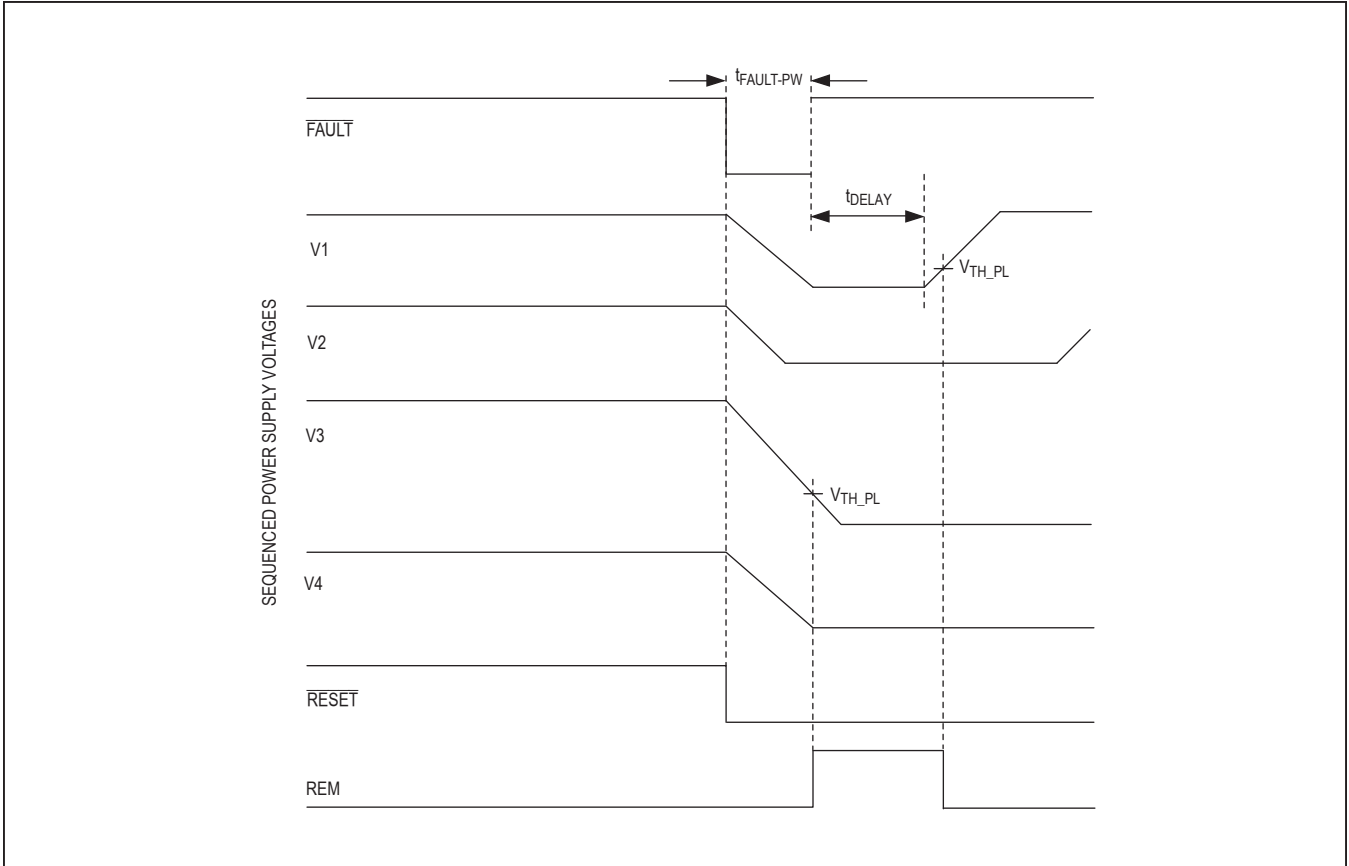 tFAULT-PW
FAULT
tDELAY
V1
VTH_PL
SEQUENCED POWER SUPPLY VOLTAGES
V2
V3
VTH_PL
V4
RESET
REM